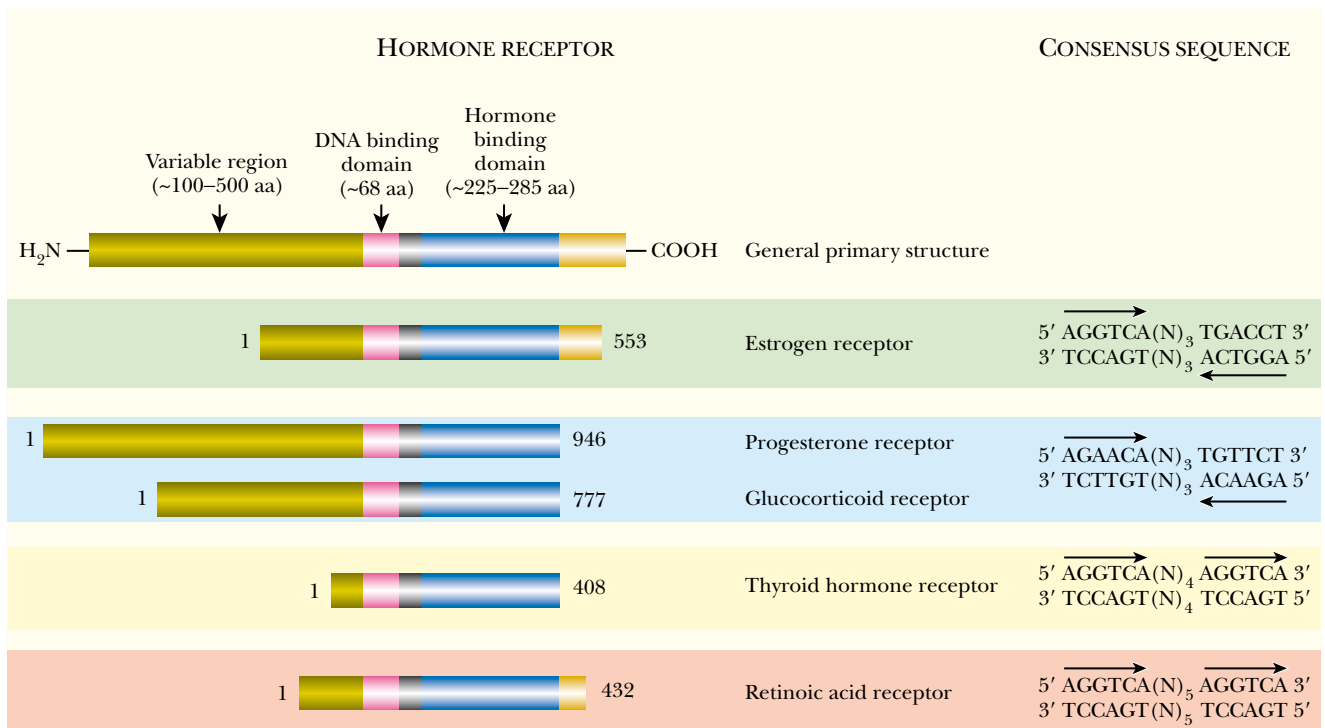 HORMONE RECEPTOR
CONSENSUS SEQUENCE
Variable region
(~100–500 aa)
DNA binding
domain
(~68 aa)
Hormone
binding
domain
(~225–285 aa)
H₂N
COOH
General primary structure
1
553
Estrogen receptor
5′ AGGTCA(N)₃ TGACCT 3′
3′ TCCAGT(N)₃ ACTGGA 5′
1
946
Progesterone receptor
1
777
Glucocorticoid receptor
5′ AGAACA(N)₃ TGTTCT 3′
3′ TCTTGT(N)₃ ACAAGA 5′
1
408
Thyroid hormone receptor
5′ AGGTCA(N)₄ AGGTCA 3′
3′ TCCAGT(N)₄ TCCAGT 5′
1
432
Retinoic acid receptor
5′ AGGTCA(N)₅ AGGTCA 3′
3′ TCCAGT(N)₅ TCCAGT 5′